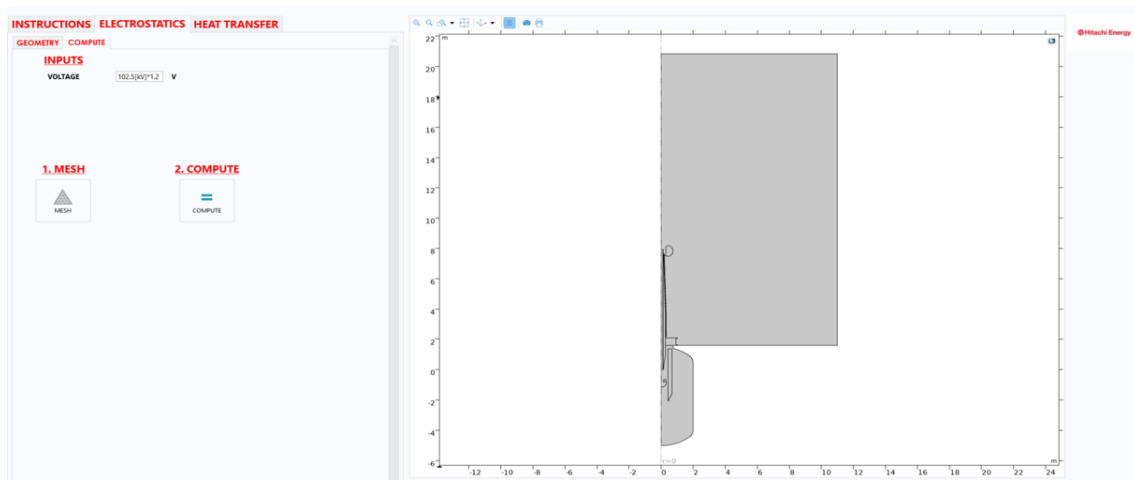 INSTRUCTIONS ELECTROSTATICS HEAT TRANSFER
GEOMETRY COMPUTE
INPUTS
VOLTAGE 102.5[kV]*1.2 V
1. MESH 2. COMPUTE
MESH COMPUTE
m
22
20
18
16
14
12
10
8
6
4
2
0
-2
-4
-6
r=0
m
-12 -10 -8 -6 -4 -2 0 2 4 6 8 10 12 14 16 18 20 22 24
Hitachi Energy